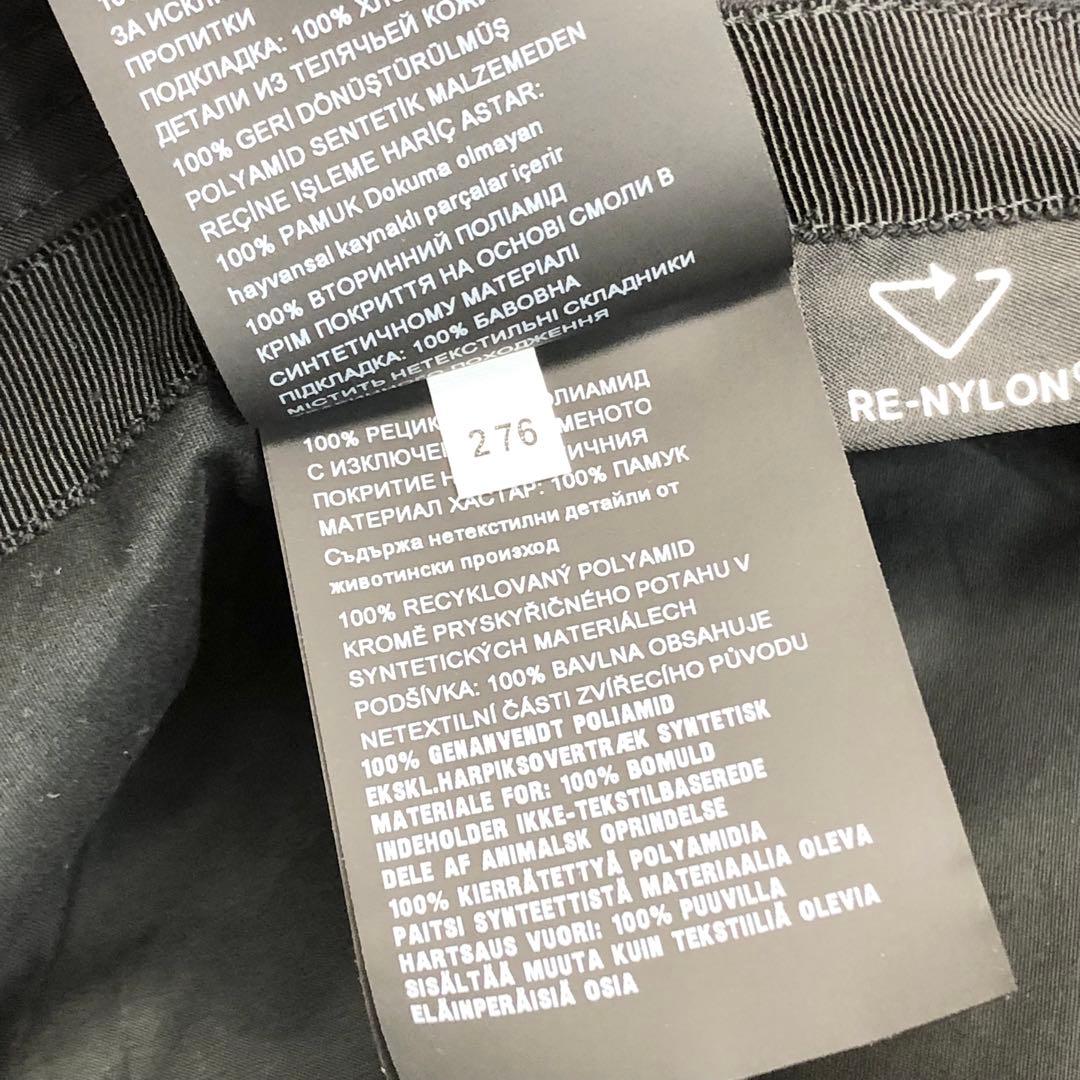 ЗА ИСКЛ
ПРОПИТКИ
ПОДКЛАДКА: 100% ХЛО
ДЕТАЛИ ИЗ ТЕЛЯЧЬЕЙ КОЖИ
100% GERİ DÖNÜŞTÜRÜLMÜŞ
POLYAMİD SENTETİK MALZEMEDEN
REÇİNE İŞLEME HARİÇ ASTAR:
100% PAMUK Dokuma olmayan
hayvansal kaynaklı parçalar içerir
100% ВТОРИННИЙ ПОЛІАМІД
КРІМ ПОКРИТТЯ НА ОСНОВІ СМОЛИ В
СИНТЕТИЧНОМУ МАТЕРІАЛІ
ПІДКЛАДКА: 100% БАВОВНА
МІСТИТЬ НЕТЕКСТИЛЬНІ СКЛАДНИКИ
ПОХОДЖЕННЯ
100% РЕЦИК ЛИАМИД
С ИЗКЛЮЧЕ МЕНОТО
ПОКРИТИЕ Н ИЧНИЯ
МАТЕРИАЛ ХАСТАР: 100% ПАМУК
Съдържа нетекстилни детайли от
животински произход
276
100% RECYKLOVANÝ POLYAMID
KROMĚ PRYSKYŘIČNÉHO POTAHU V
SYNTETICKÝCH MATERIÁLECH
PODŠÍVKA: 100% BAVLNA OBSAHUJE
NETEXTILNÍ ČÁSTI ZVÍŘECÍHO PŮVODU
100% GENANVENDT POLIAMID
EKSKL.HARPIKSOVERTRÆK SYNTETISK
MATERIALE FOR: 100% BOMULD
INDEHOLDER IKKE-TEKSTILBASEREDE
DELE AF ANIMALSK OPRINDELSE
100% KIERRÄTETTYÄ POLYAMIDIA
PAITSI SYNTEETTISTÄ MATERIAALIA OLEVA
HARTSAUS VUORI: 100% PUUVILLA
SISÄLTÄÄ MUUTA KUIN TEKSTIILIÄ OLEVIA
ELÄINPERÄISIÄ OSIA
RE-NYLON®